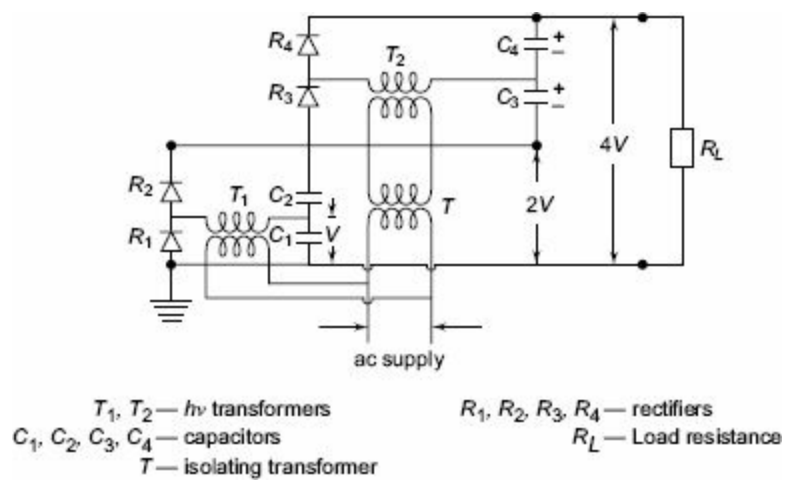 R4
T2
C4
+
−
R3
C3
+
−
4V
RL
R2
T1
C2
T
2V
R1
C1
V
ac supply
T1, T2 — hν transformers
R1, R2, R3, R4 — rectifiers
C1, C2, C3, C4 — capacitors
RL — Load resistance
T — isolating transformer